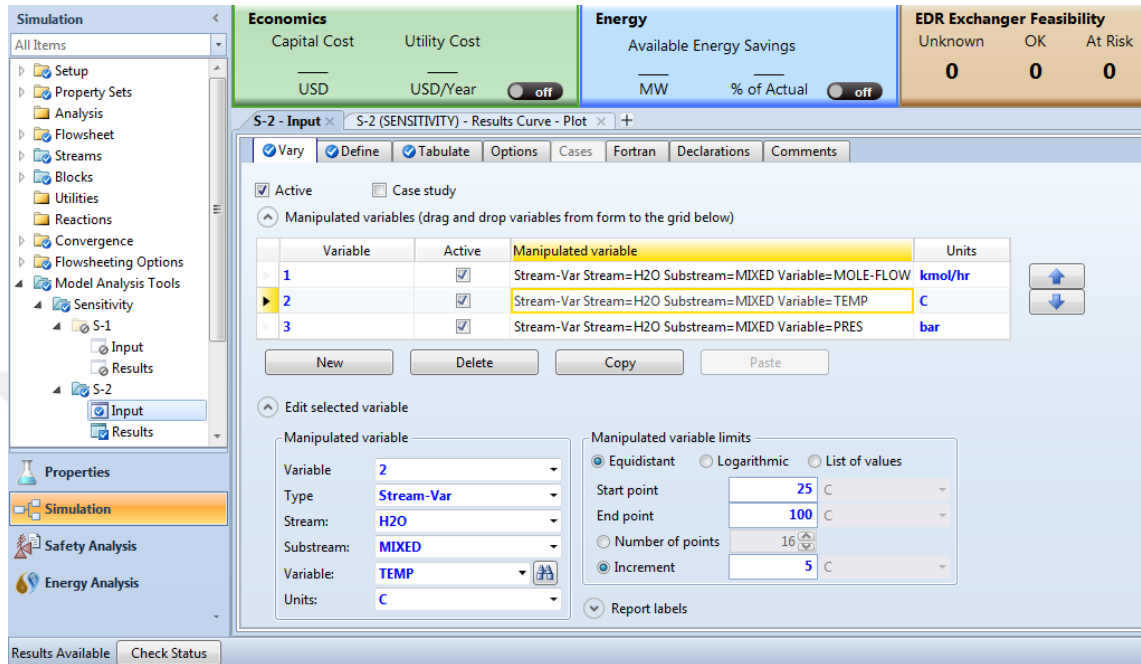 Simulation <
All Items
Setup
Property Sets
Analysis
Flowsheet
Streams
Blocks
Utilities
Reactions
Convergence
Flowsheeting Options
Model Analysis Tools
Sensitivity
S-1
Input
Results
S-2
Input
Results
Properties
Simulation
Safety Analysis
Energy Analysis
Results Available Check Status
Economics
Capital Cost Utility Cost
USD USD/Year off
Energy
Available Energy Savings
MW % of Actual off
EDR Exchanger Feasibility
Unknown OK At Risk
0 0 0
S-2 - Input × S-2 (SENSITIVITY) - Results Curve - Plot × +
Vary Define Tabulate Options Cases Fortran Declarations Comments
Active Case study
Manipulated variables (drag and drop variables from form to the grid below)
Variable Active Manipulated variable Units
1 Stream-Var Stream=H2O Substream=MIXED Variable=MOLE-FLOW kmol/hr
2 Stream-Var Stream=H2O Substream=MIXED Variable=TEMP C
3 Stream-Var Stream=H2O Substream=MIXED Variable=PRES bar
New Delete Copy Paste
Edit selected variable
Manipulated variable
Variable 2
Type Stream-Var
Stream: H2O
Substream: MIXED
Variable: TEMP
Units: C
Manipulated variable limits
Equidistant Logarithmic List of values
Start point 25 C
End point 100 C
Number of points 16
Increment 5 C
Report labels